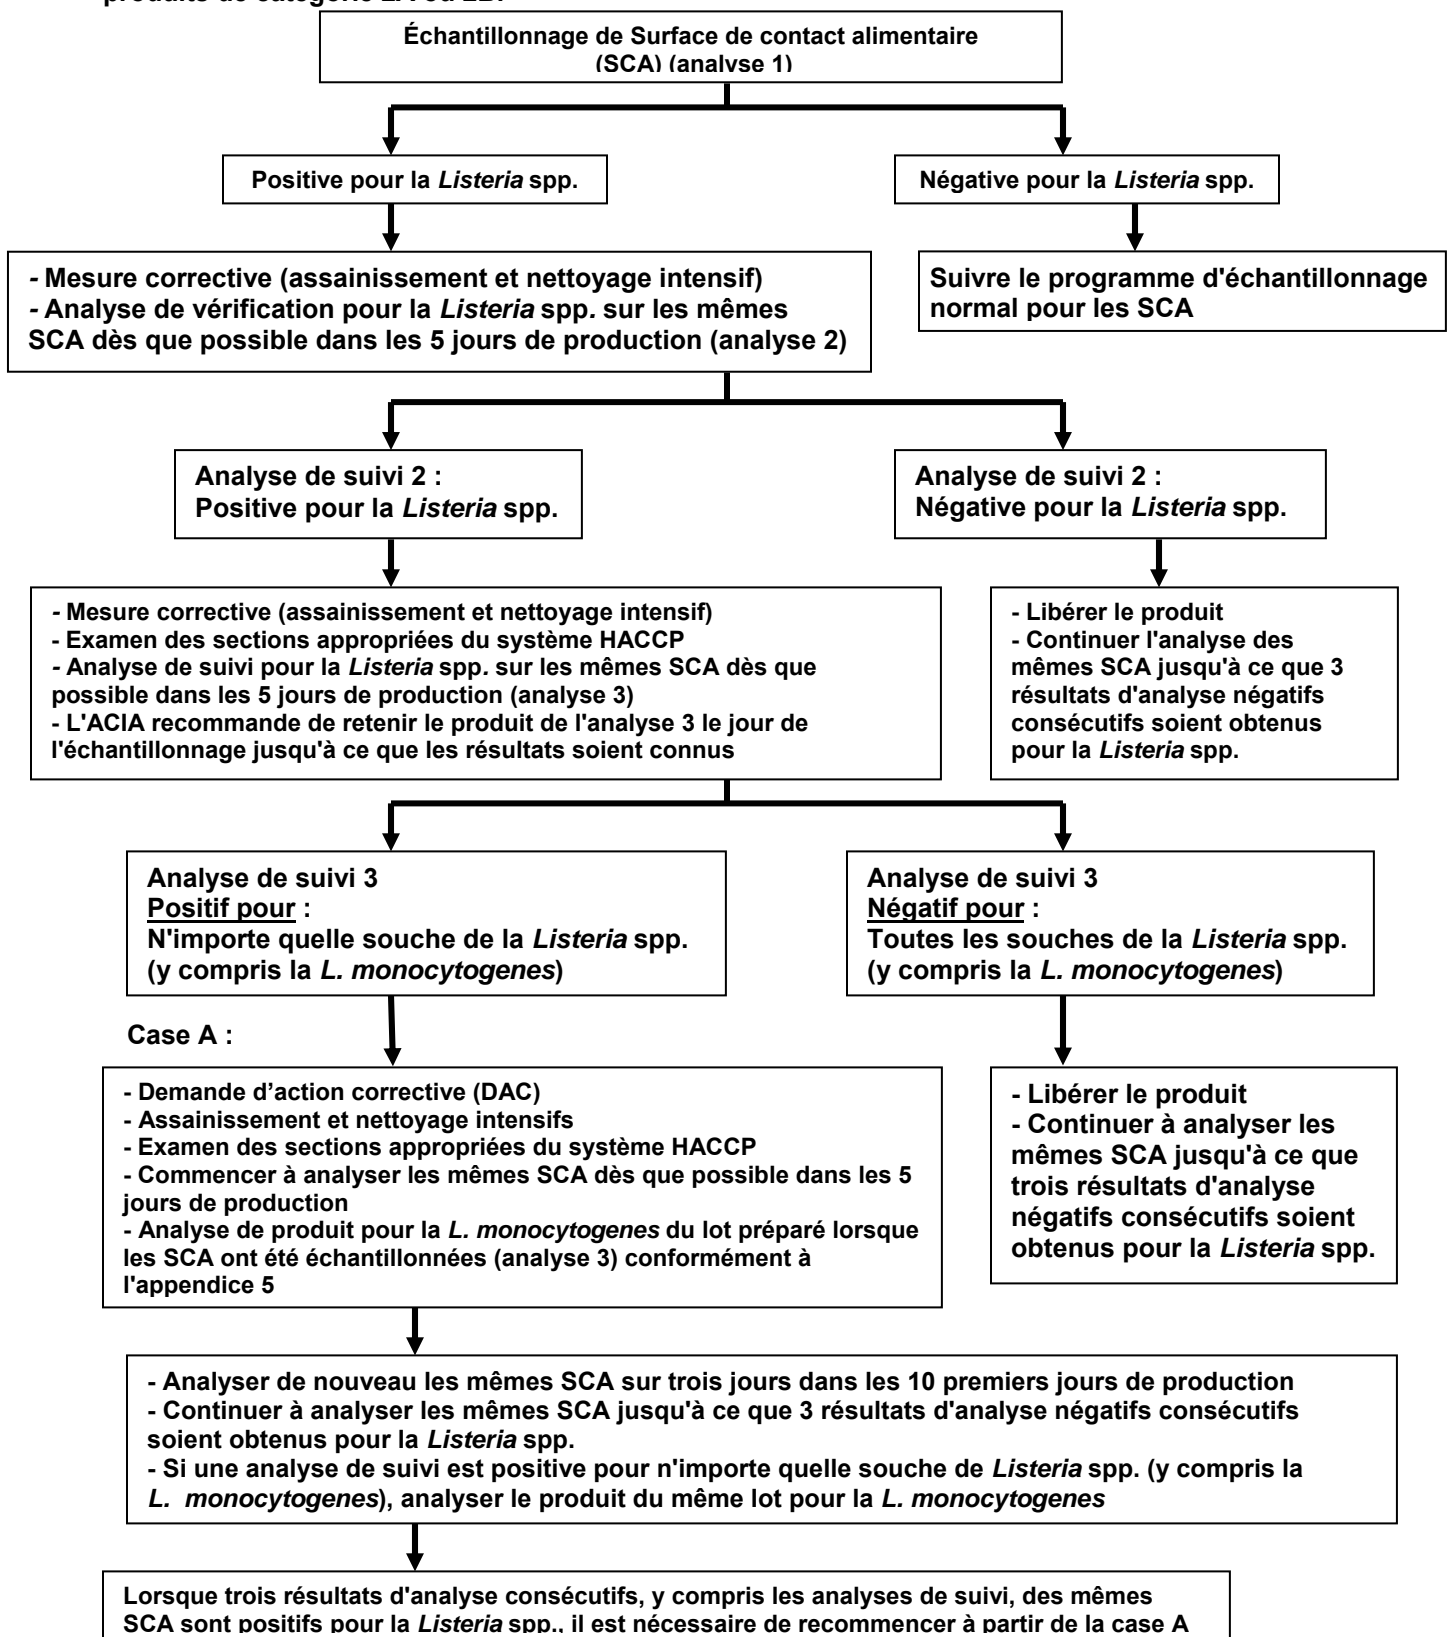 produits de catégorie 2A ou 2B.
Échantillonnage de Surface de contact alimentaire
(SCA) (analyse 1)
Positive pour la Listeria spp.
Négative pour la Listeria spp.
- Mesure corrective (assainissement et nettoyage intensif)
- Analyse de vérification pour la Listeria spp. sur les mêmes
SCA dès que possible dans les 5 jours de production (analyse 2)
Suivre le programme d'échantillonnage
normal pour les SCA
Analyse de suivi 2 :
Positive pour la Listeria spp.
Analyse de suivi 2 :
Négative pour la Listeria spp.
- Mesure corrective (assainissement et nettoyage intensif)
- Examen des sections appropriées du système HACCP
- Analyse de suivi pour la Listeria spp. sur les mêmes SCA dès que
possible dans les 5 jours de production (analyse 3)
- L'ACIA recommande de retenir le produit de l'analyse 3 le jour de
l'échantillonnage jusqu'à ce que les résultats soient connus
- Libérer le produit
- Continuer l'analyse des
mêmes SCA jusqu'à ce que 3
résultats d'analyse négatifs
consécutifs soient obtenus
pour la Listeria spp.
Analyse de suivi 3
Positif pour :
N'importe quelle souche de la Listeria spp.
(y compris la L. monocytogenes)
Analyse de suivi 3
Négatif pour :
Toutes les souches de la Listeria spp.
(y compris la L. monocytogenes)
Case A :
- Demande d’action corrective (DAC)
- Assainissement et nettoyage intensifs
- Examen des sections appropriées du système HACCP
- Commencer à analyser les mêmes SCA dès que possible dans les 5
jours de production
- Analyse de produit pour la L. monocytogenes du lot préparé lorsque
les SCA ont été échantillonnées (analyse 3) conformément à
l'appendice 5
- Libérer le produit
- Continuer à analyser les
mêmes SCA jusqu'à ce que
trois résultats d'analyse
négatifs consécutifs soient
obtenus pour la Listeria spp.
- Analyser de nouveau les mêmes SCA sur trois jours dans les 10 premiers jours de production
- Continuer à analyser les mêmes SCA jusqu'à ce que 3 résultats d'analyse négatifs consécutifs
soient obtenus pour la Listeria spp.
- Si une analyse de suivi est positive pour n'importe quelle souche de Listeria spp. (y compris la
L. monocytogenes), analyser le produit du même lot pour la L. monocytogenes
Lorsque trois résultats d'analyse consécutifs, y compris les analyses de suivi, des mêmes
SCA sont positifs pour la Listeria spp., il est nécessaire de recommencer à partir de la case A